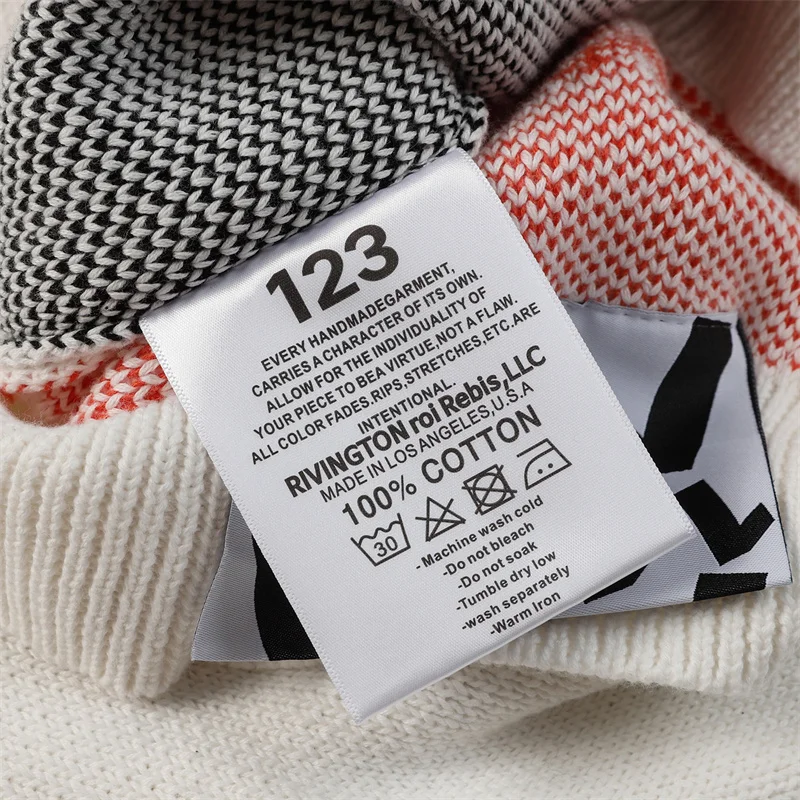 123
EVERY HANDMADEGARMENT,
CARRIES A CHARACTER OF ITS OWN.
ALLOW FOR THE INDIVIDUALITY OF
YOUR PIECE TO BEA VIRTUE,NOT A FLAW.
ALL COLOR FADES.RIPS,STRETCHES,ETC.ARE
INTENTIONAL.
RIVINGTON roi Rebis,LLC
MADE IN LOS ANGELES,U.S.A
100% COTTON
30
-Machine wash cold
-Do not bleach
-Do not soak
-Tumble dry low
-wash separately
-Warm Iron